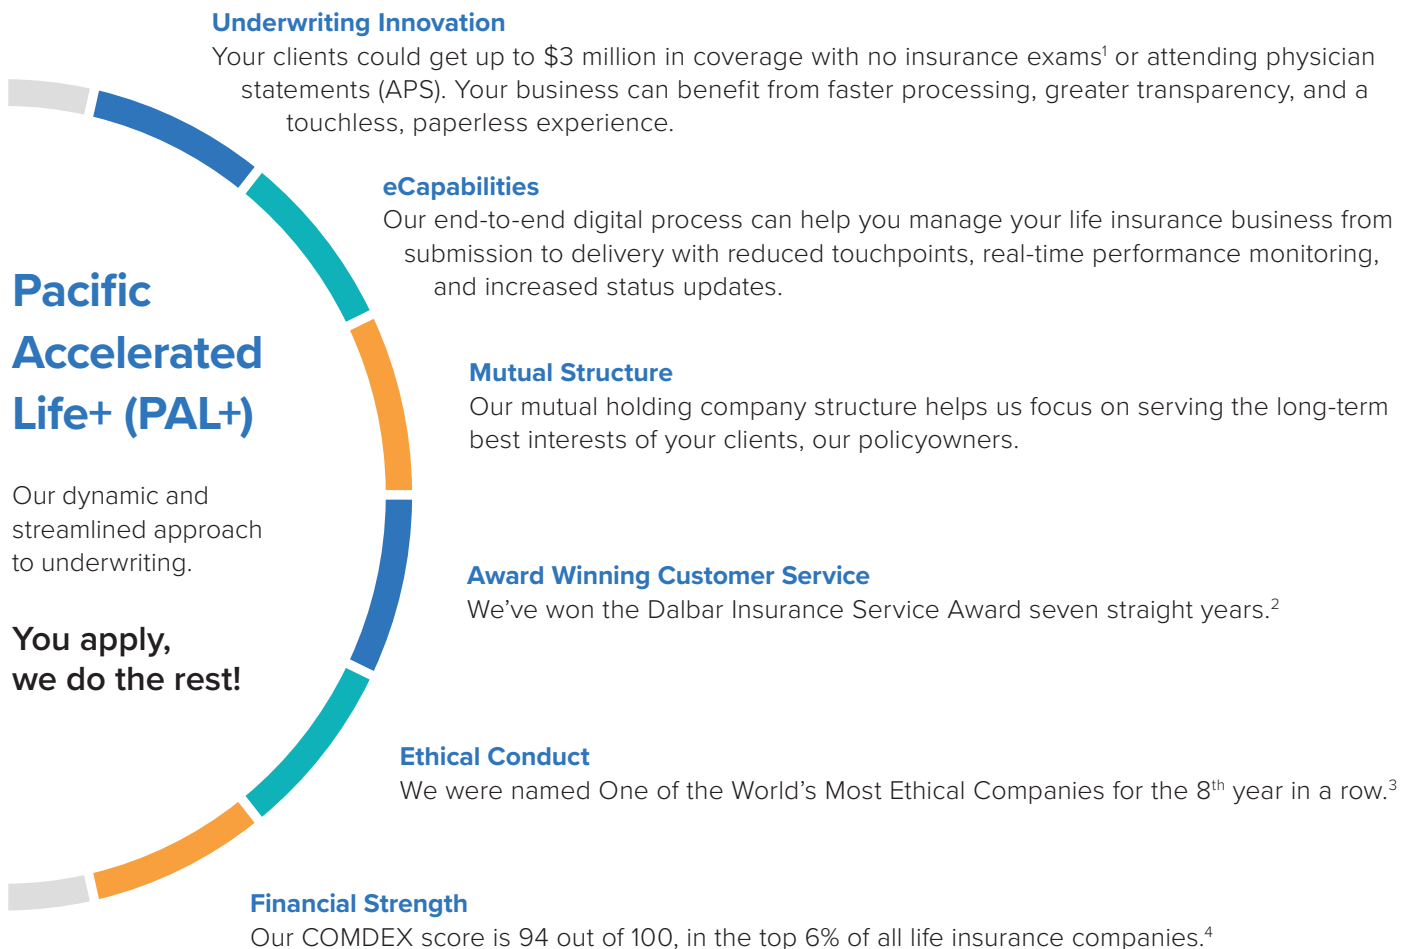 Underwriting Innovation
Your clients could get up to $3 million in coverage with no insurance exams¹ or attending physician
statements (APS). Your business can benefit from faster processing, greater transparency, and a
touchless, paperless experience.
eCapabilities
Our end-to-end digital process can help you manage your life insurance business from
submission to delivery with reduced touchpoints, real-time performance monitoring,
and increased status updates.
Pacific
Accelerated
Life+ (PAL+)
Our dynamic and
streamlined approach
to underwriting.
You apply,
we do the rest!
Mutual Structure
Our mutual holding company structure helps us focus on serving the long-term
best interests of your clients, our policyowners.
Award Winning Customer Service
We’ve won the Dalbar Insurance Service Award seven straight years.²
Ethical Conduct
We were named One of the World’s Most Ethical Companies for the 8ᵗʰ year in a row.³
Financial Strength
Our COMDEX score is 94 out of 100, in the top 6% of all life insurance companies.⁴